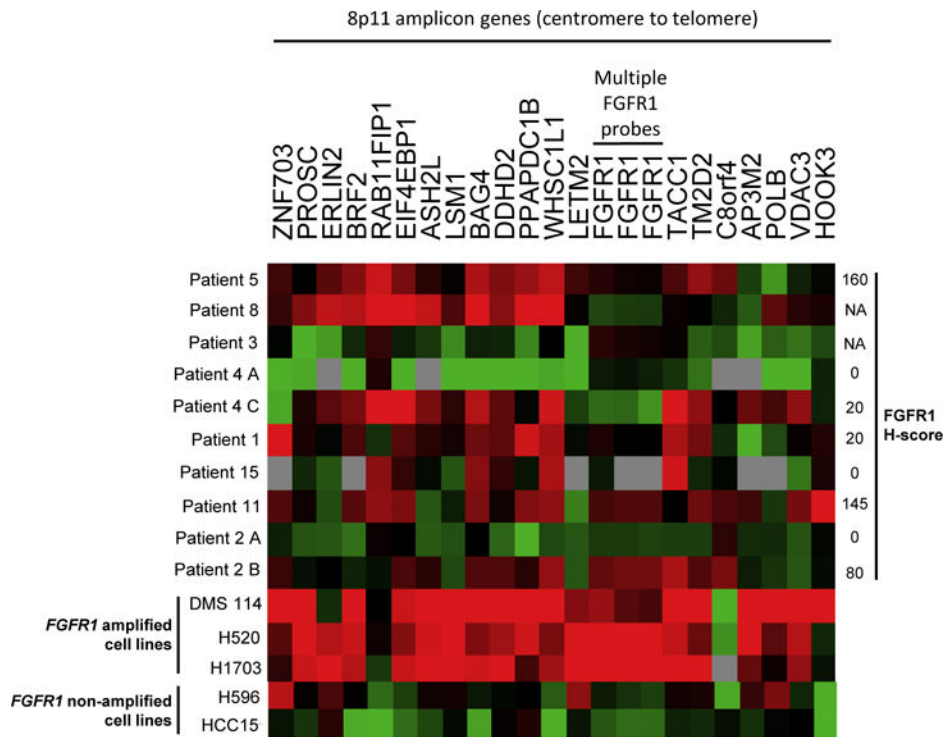 8p11 amplicon genes (centromere to telomere)
Multiple
FGFR1
probes
ZNF703
PROSC
ERLIN2
BRF2
RAB11FIP1
EIF4EBP1
ASH2L
LSM1
BAG4
DDHD2
PPAPDC1B
WHSC1L1
LETM2
FGFR1
FGFR1
FGFR1
TACC1
TM2D2
C8orf4
AP3M2
POLB
VDAC3
HOOK3
Patient 5 160
Patient 8 NA
Patient 3 NA
Patient 4 A 0
Patient 4 C 20
Patient 1 20
Patient 15 0
Patient 11 145
Patient 2 A 0
Patient 2 B 80
FGFR1
H-score
FGFR1 amplified
cell lines
DMS 114
H520
H1703
FGFR1 non-amplified
cell lines
H596
HCC15